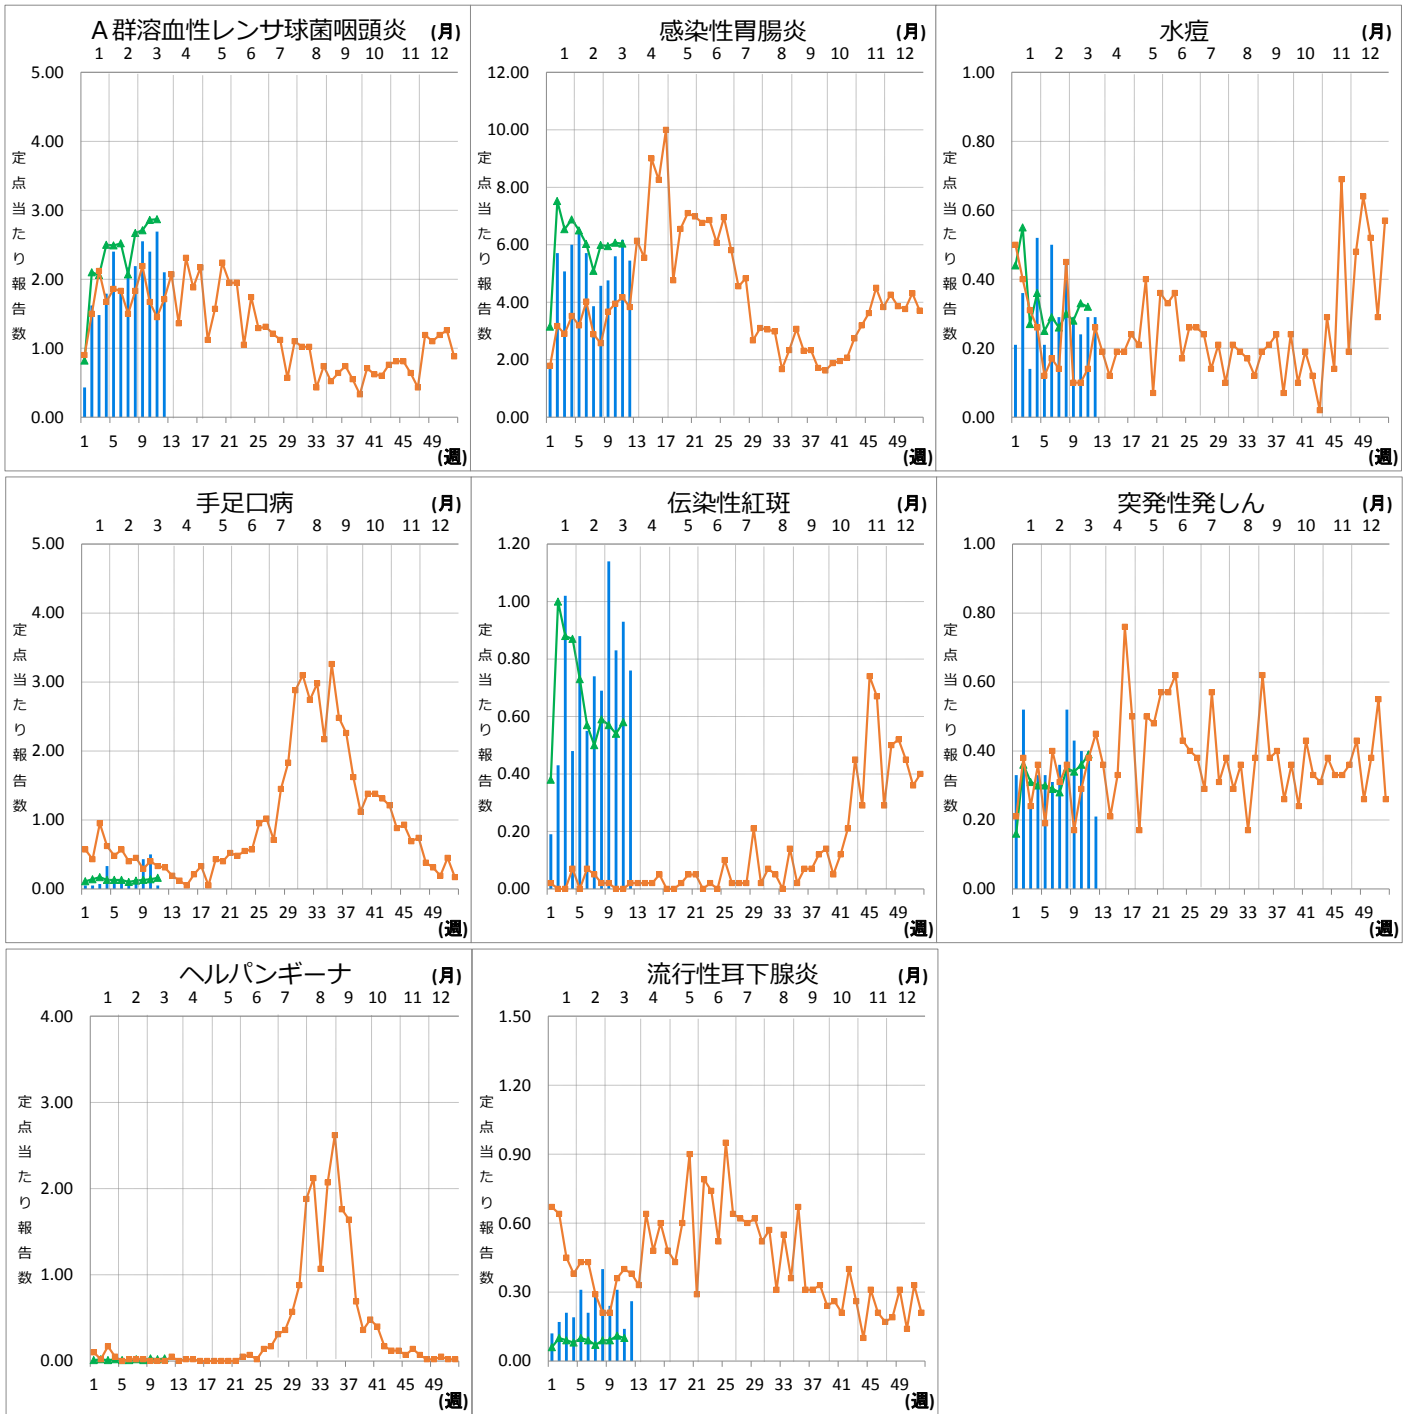 A群溶血性レンサ球菌咽頭炎 (月)
1 2 3 4 5 6 7 8 9 10 11 12
5.00
4.00
3.00
2.00
1.00
0.00
定点当たり報告数
1 5 9 13 17 21 25 29 33 37 41 45 49
(週)
感染性胃腸炎 (月)
1 2 3 4 5 6 7 8 9 10 11 12
12.00
10.00
8.00
6.00
4.00
2.00
0.00
定点当たり報告数
1 5 9 13 17 21 25 29 33 37 41 45 49
(週)
水痘 (月)
1 2 3 4 5 6 7 8 9 10 11 12
1.00
0.80
0.60
0.40
0.20
0.00
定点当たり報告数
1 5 9 13 17 21 25 29 33 37 41 45 49
(週)
手足口病 (月)
1 2 3 4 5 6 7 8 9 10 11 12
5.00
4.00
3.00
2.00
1.00
0.00
定点当たり報告数
1 5 9 13 17 21 25 29 33 37 41 45 49
(週)
伝染性紅斑 (月)
1 2 3 4 5 6 7 8 9 10 11 12
1.20
1.00
0.80
0.60
0.40
0.20
0.00
定点当たり報告数
1 5 9 13 17 21 25 29 33 37 41 45 49
(週)
突発性発しん (月)
1 2 3 4 5 6 7 8 9 10 11 12
1.00
0.80
0.60
0.40
0.20
0.00
定点当たり報告数
1 5 9 13 17 21 25 29 33 37 41 45 49
(週)
ヘルパンギーナ (月)
1 2 3 4 5 6 7 8 9 10 11 12
4.00
3.00
2.00
1.00
0.00
定点当たり報告数
1 5 9 13 17 21 25 29 33 37 41 45 49
(週)
流行性耳下腺炎 (月)
1 2 3 4 5 6 7 8 9 10 11 12
1.50
1.20
0.90
0.60
0.30
0.00
定点当たり報告数
1 5 9 13 17 21 25 29 33 37 41 45 49
(週)